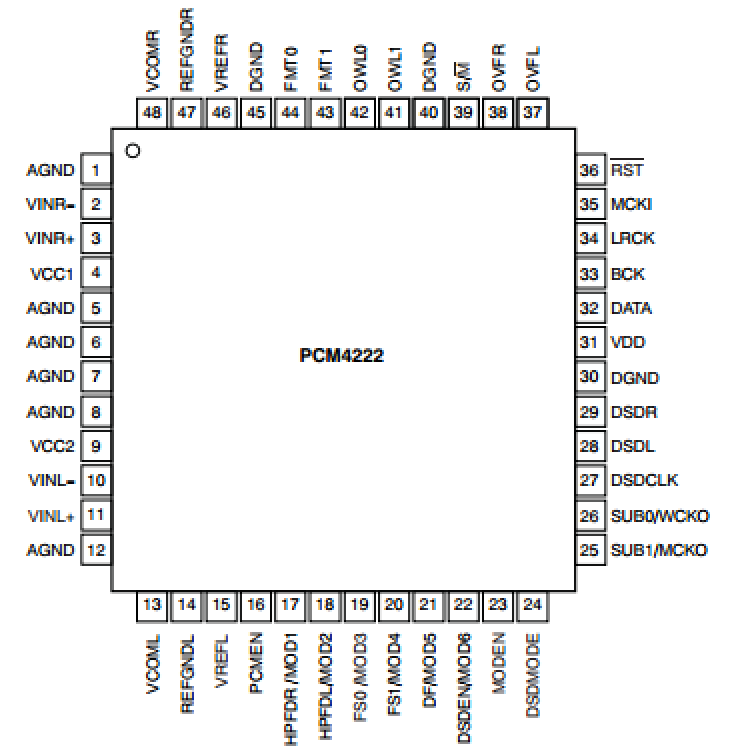 VCOMR REFGNDR VREFR DGND FMT0 FMT1 OWL0 OWL1 DGND S/M̅ OVFR OVFL
48 47 46 45 44 43 42 41 40 39 38 37
AGND 1
VINR– 2
VINR+ 3
VCC1 4
AGND 5
AGND 6
AGND 7
AGND 8
VCC2 9
VINL– 10
VINL+ 11
AGND 12
PCM4222
36 R̅S̅T̅
35 MCKI
34 LRCK
33 BCK
32 DATA
31 VDD
30 DGND
29 DSDR
28 DSDL
27 DSDCLK
26 SUB0/WCKO
25 SUB1/MCKO
13 14 15 16 17 18 19 20 21 22 23 24
VCOML REFGNDL VREFL PCMEN HPFDR/MOD1 HPFDL/MOD2 FS0/MOD3 FS1/MOD4 DF/MOD5 DSDEN/MOD6 MODEN DSDMODE